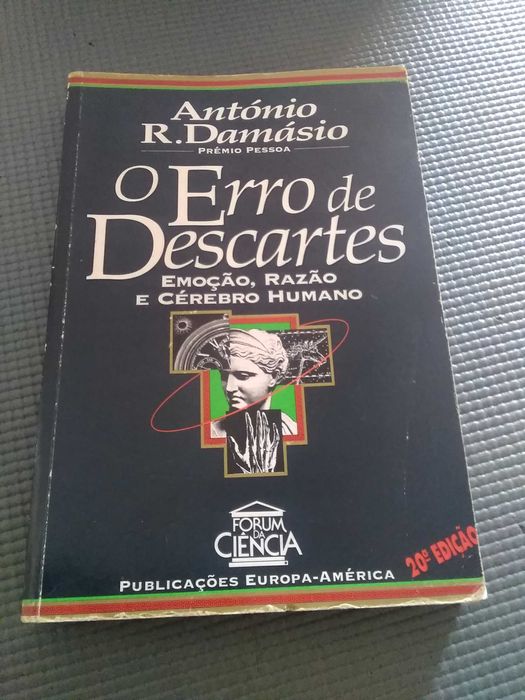 António
R. Damásio
PRÉMIO PESSOA
O Erro de
Descartes
EMOÇÃO, RAZÃO
E CÉREBRO HUMANO
FORUM
DA
CIÊNCIA
PUBLICAÇÕES EUROPA-AMÉRICA
20ª EDIÇÃO